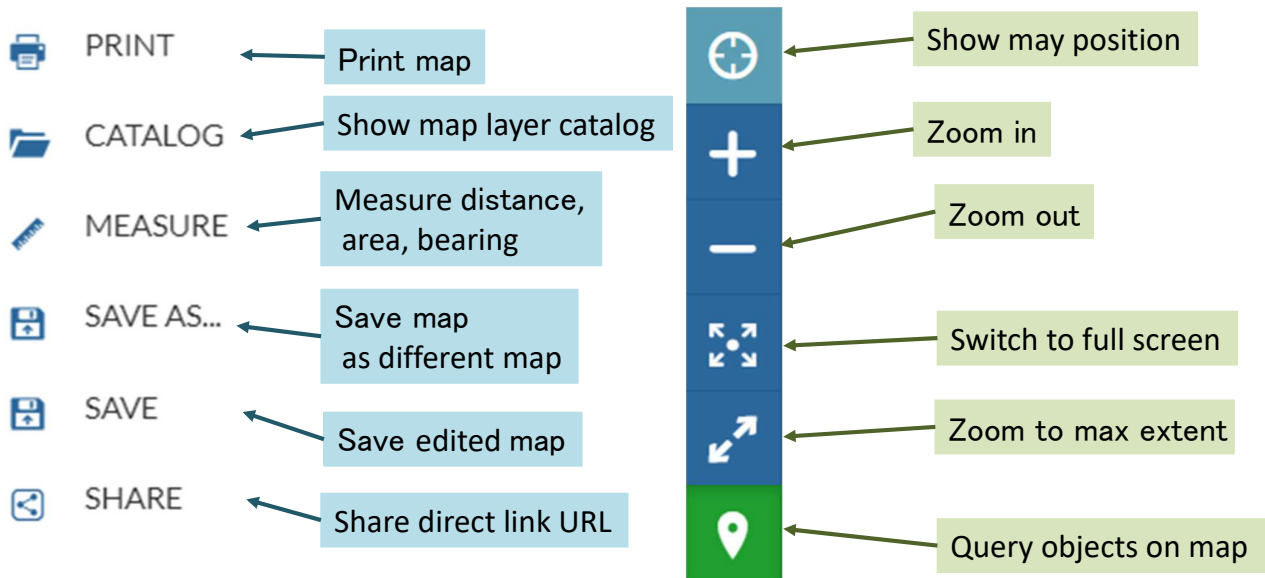 PRINT
Print map
CATALOG
Show map layer catalog
MEASURE
Measure distance,
area, bearing
SAVE AS...
Save map
as different map
SAVE
Save edited map
SHARE
Share direct link URL
Show may position
Zoom in
Zoom out
Switch to full screen
Zoom to max extent
Query objects on map